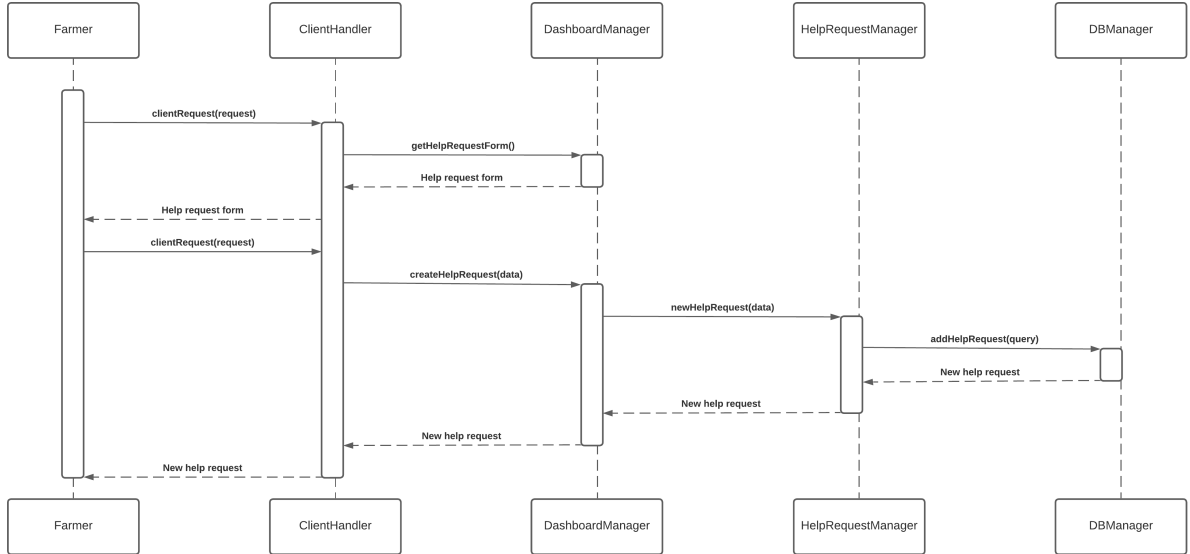 Farmer
ClientHandler
DashboardManager
HelpRequestManager
DBManager
clientRequest(request)
getHelpRequestForm()
Help request form
Help request form
clientRequest(request)
createHelpRequest(data)
newHelpRequest(data)
addHelpRequest(query)
New help request
New help request
New help request
New help request
Farmer
ClientHandler
DashboardManager
HelpRequestManager
DBManager